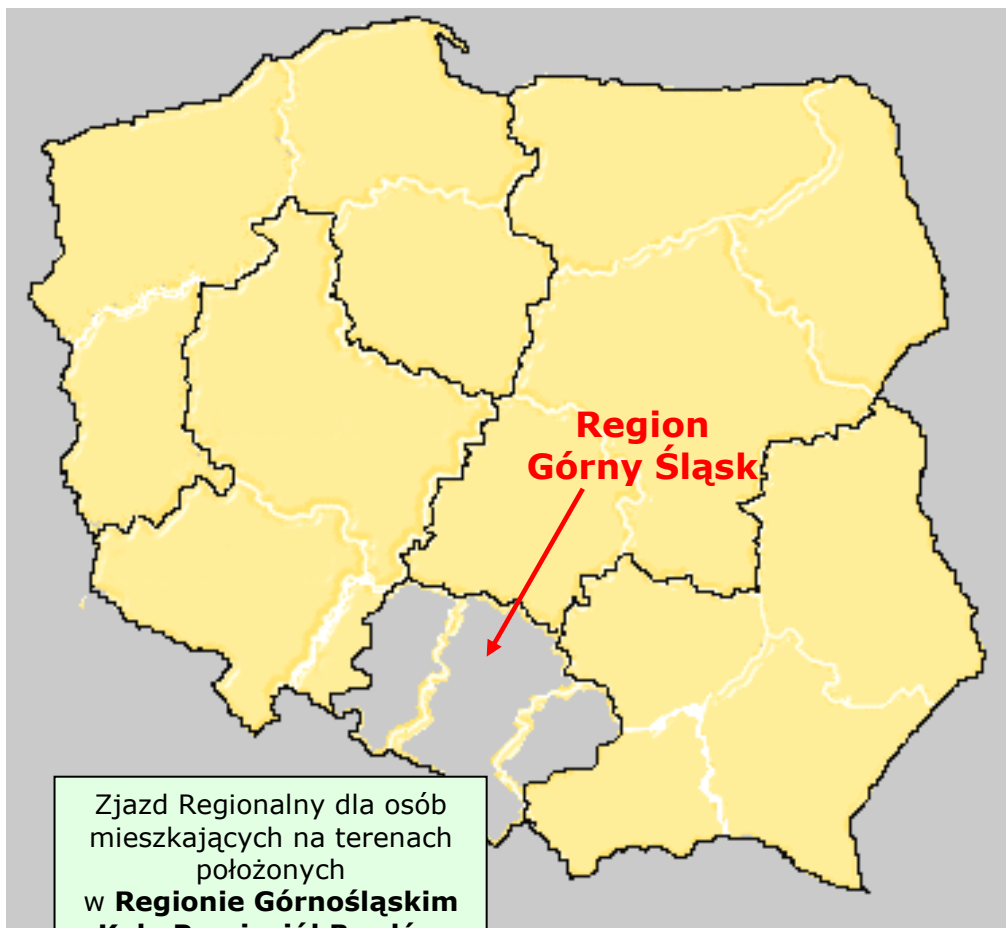 Region
Górny Śląsk
Zjazd Regionalny dla osób
mieszkających na terenach
położonych
w Regionie Górnośląskim